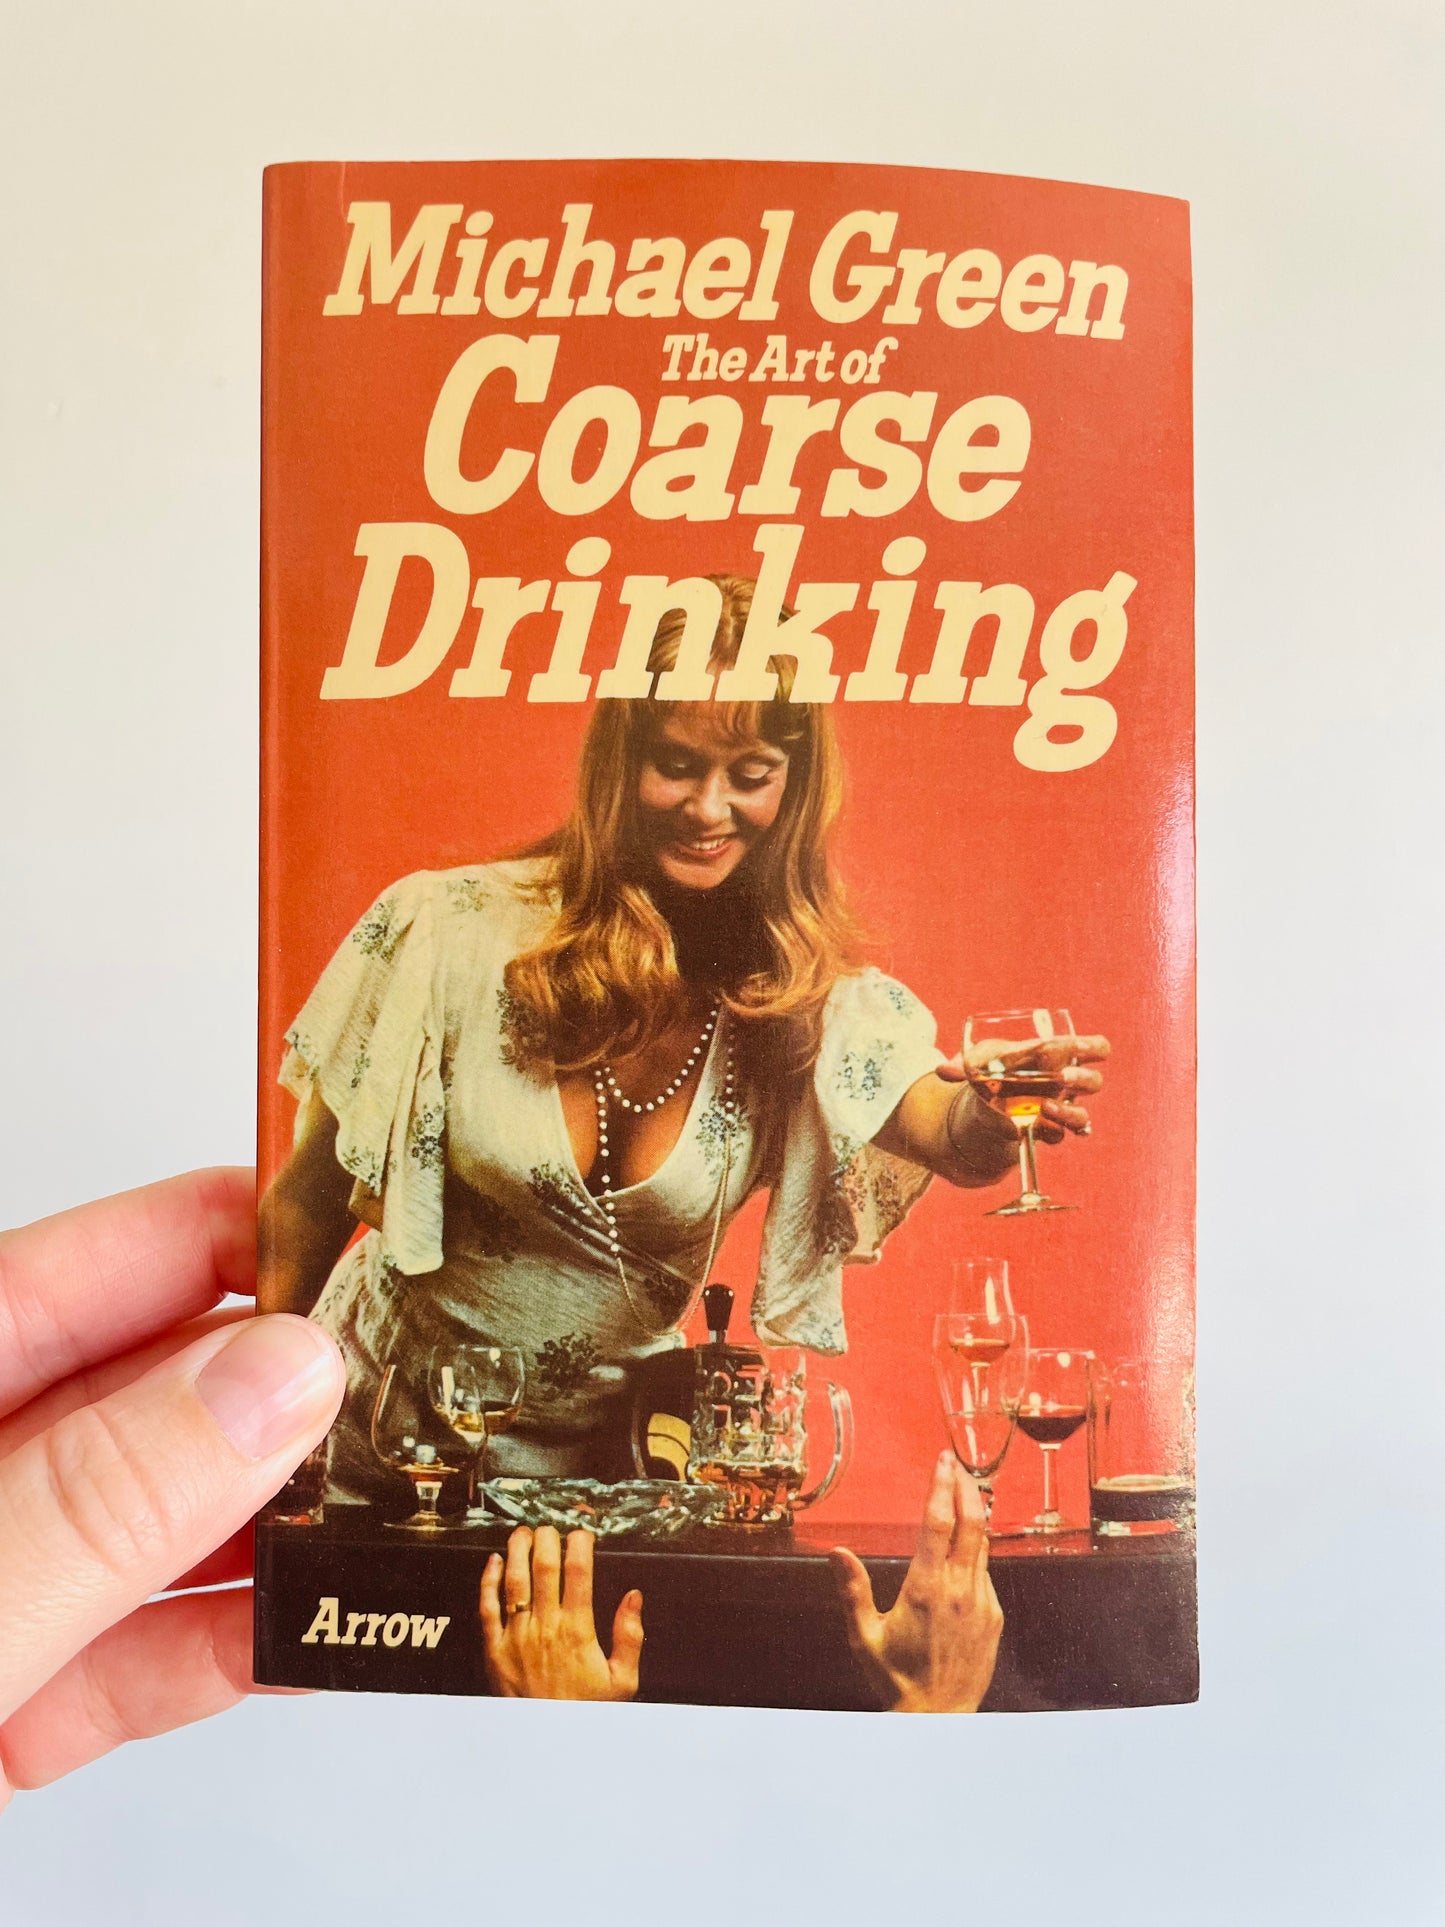 Michael Green
The Art of
Coarse
Drinking
Arrow